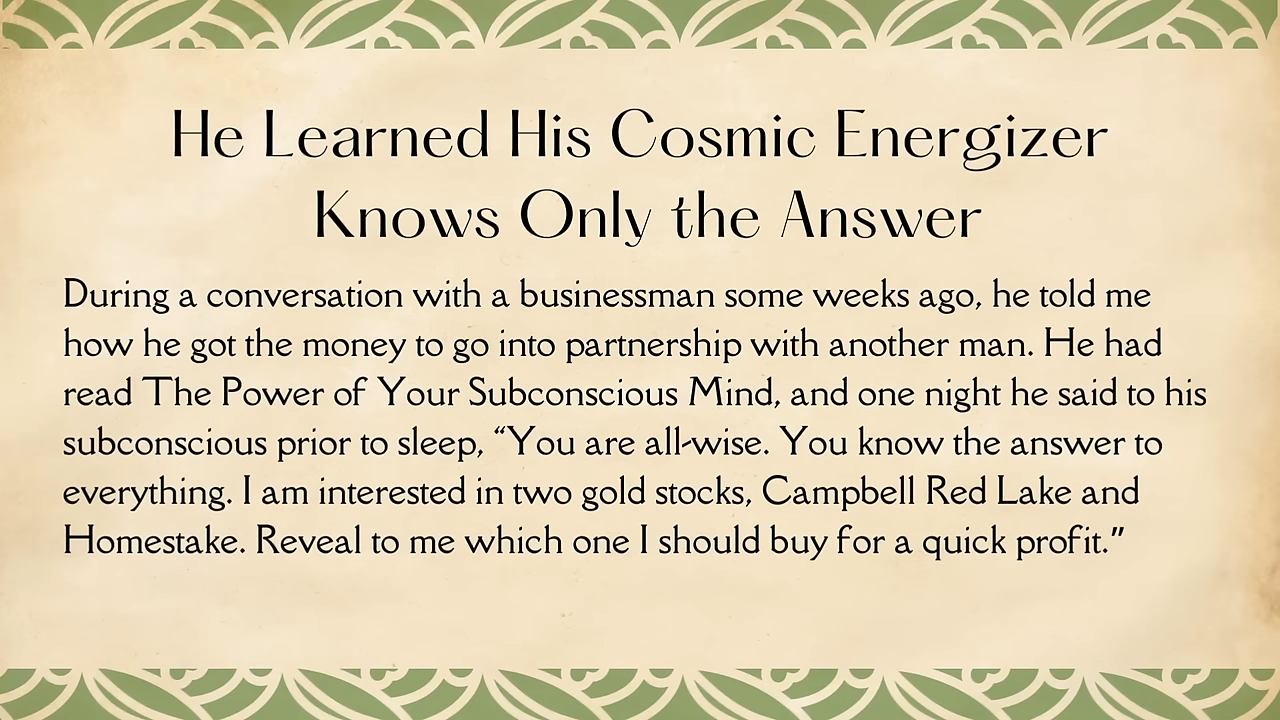 He Learned His Cosmic Energizer
Knows Only the Answer
During a conversation with a businessman some weeks ago, he told me
how he got the money to go into partnership with another man. He had
read The Power of Your Subconscious Mind, and one night he said to his
subconscious prior to sleep, “You are all-wise. You know the answer to
everything. I am interested in two gold stocks, Campbell Red Lake and
Homestake. Reveal to me which one I should buy for a quick profit.”